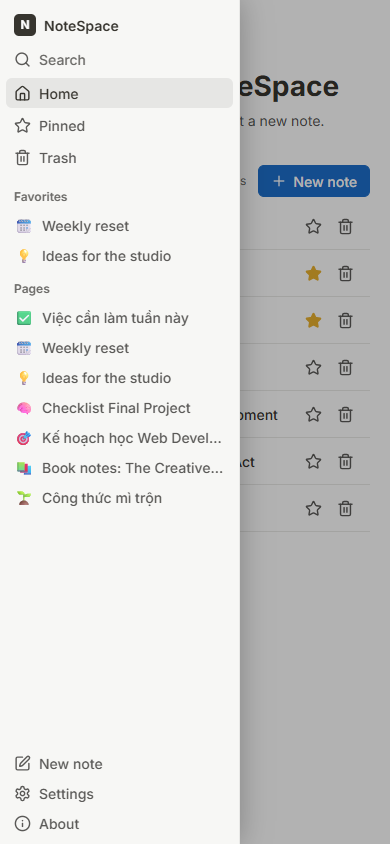 N NoteSpace
Search
Home
Pinned
Trash
Favorites
Weekly reset
Ideas for the studio
Pages
Việc cần làm tuần này
Weekly reset
Ideas for the studio
Checklist Final Project
Kế hoạch học Web Devel...
Book notes: The Creative...
Công thức mì trộn
New note
Settings
About
eSpace
t a new note.
s
New note
pment
Act